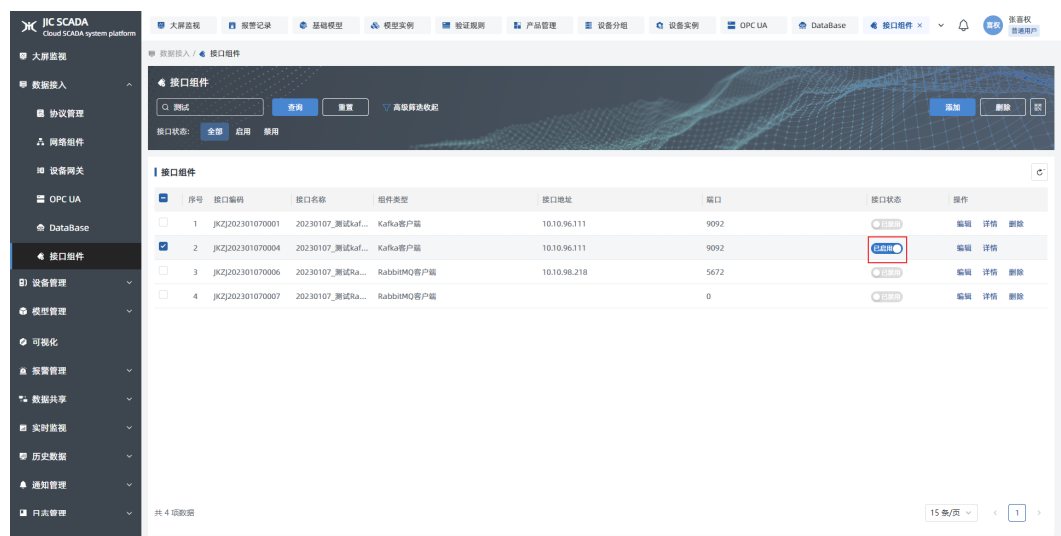 JIC SCADA
Cloud SCADA system platform
大屏监视 报警记录 基础模型 模型实例 验证规则 产品管理 设备分组 设备实例 OPC UA DataBase 接口组件 × 喜权 张喜权
普通用户
大屏监视
数据接入
协议管理
网络组件
设备网关
OPC UA
DataBase
接口组件
设备管理
模型管理
可视化
报警管理
数据共享
实时监视
历史数据
通知管理
日志管理
数据接入 / 接口组件
接口组件
测试 查询 重置 高级筛选收起 添加 删除
接口状态: 全部 启用 禁用
接口组件
序号 接口编码 接口名称 组件类型 接口地址 端口 接口状态 操作
1 JKZJ202301070001 20230107_测试kaf... Kafka客户端 10.10.96.111 9092 已禁用 编辑 详情 删除
2 JKZJ202301070004 20230107_测试kaf... Kafka客户端 10.10.96.111 9092 已启用 编辑 详情
3 JKZJ202301070006 20230107_测试Ra... RabbitMQ客户端 10.10.98.218 5672 已禁用 编辑 详情 删除
4 JKZJ202301070007 20230107_测试Ra... RabbitMQ客户端 0 已禁用 编辑 详情 删除
共 4 项数据 15 条/页 < 1 >